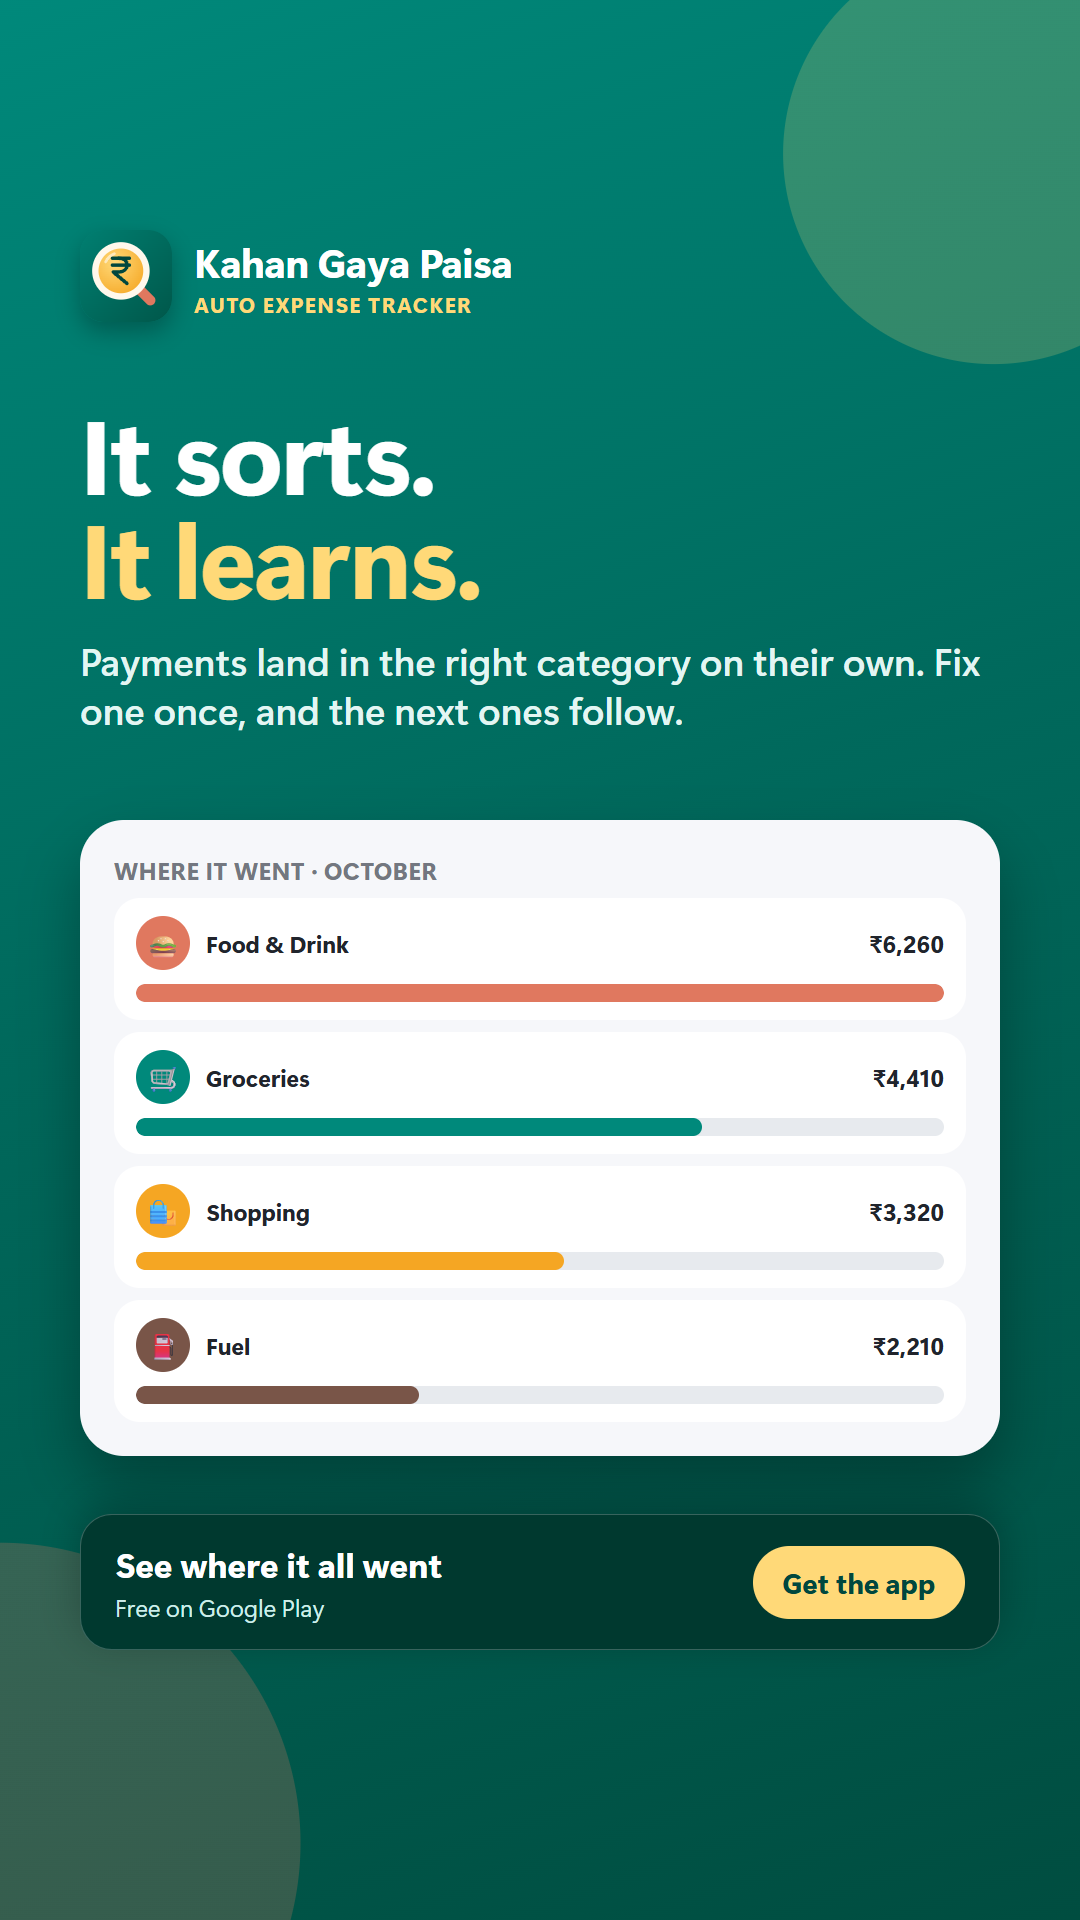 ₹
Kahan Gaya Paisa
AUTO EXPENSE TRACKER
It sorts.
It learns.
Payments land in the right category on their own. Fix
one once, and the next ones follow.
WHERE IT WENT · OCTOBER
Food & Drink ₹6,260
Groceries ₹4,410
Shopping ₹3,320
Fuel ₹2,210
See where it all went
Free on Google Play
Get the app